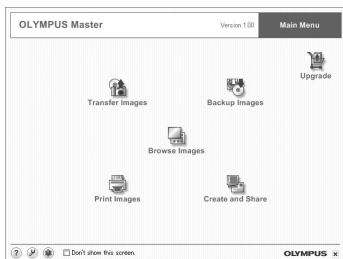 OLYMPUS Master
Version 1.00
Main Menu
Upgrade
Transfer Images
Backup Images
Browse Images
Print Images
Create and Share
?
Don't show this screen.
OLYMPUS
x